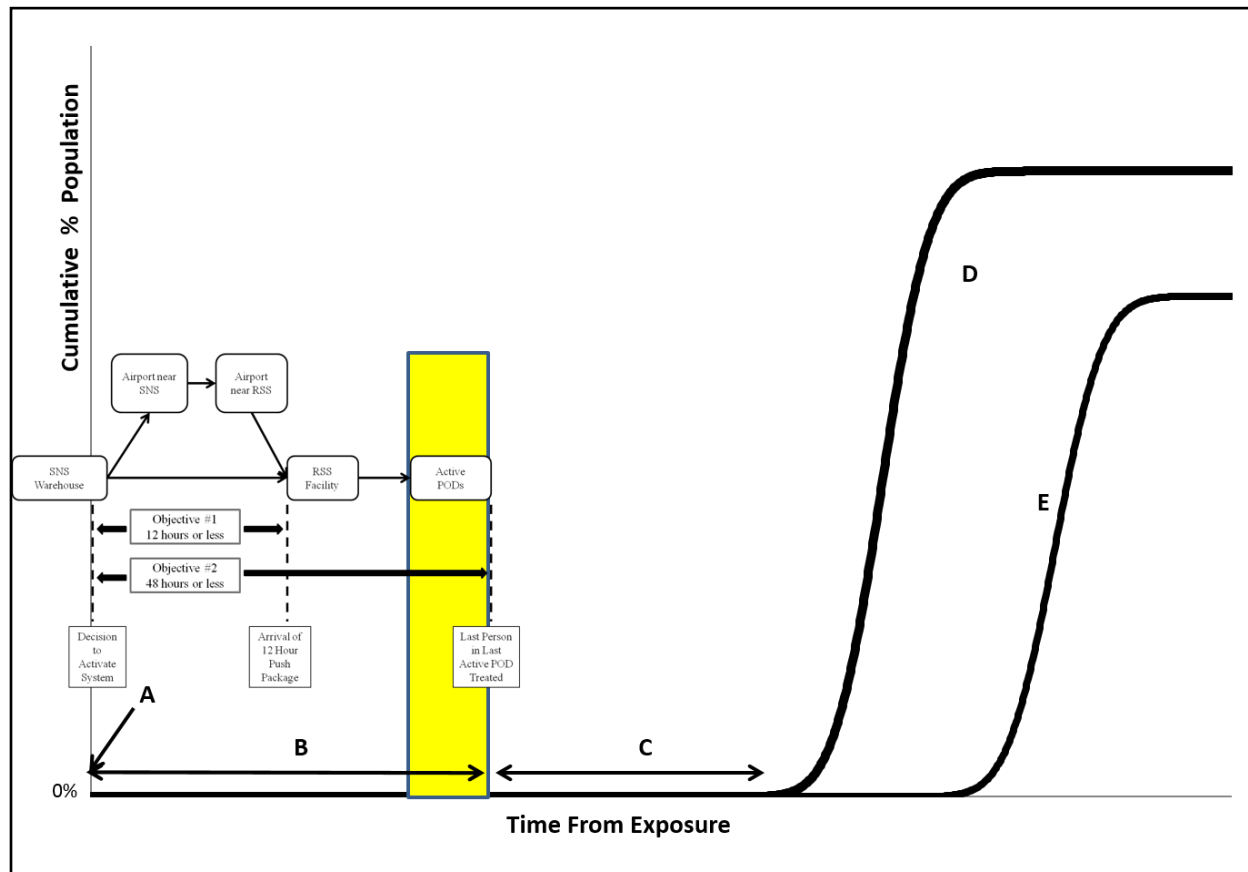 Cumulative % Population
Airport near
SNS
Airport
near RSS
SNS
Warehouse
RSS
Facility
Active
PODs
Objective #1
12 hours or less
Objective #2
48 hours or less
Decision
to
Activate
System
Arrival of
12 Hour
Push
Package
Last Person
in Last
Active POD
Treated
A
B
C
D
E
0%
Time From Exposure